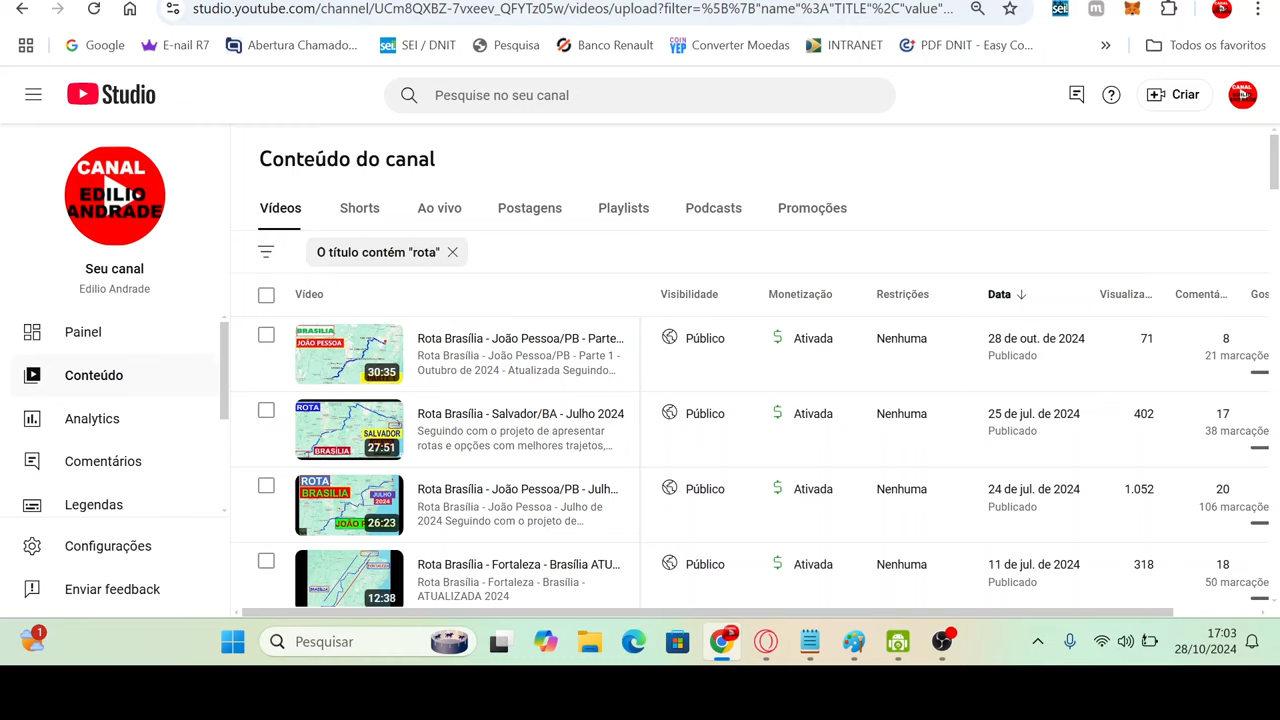 studio.youtube.com/channel/UCm8QXBZ-7vxeev_QFYTz05w/videos/upload?filter=%5B%7B"name"%3A"TITLE"%2C"value"...
Google E-nail R7 Abertura Chamado... SEI / DNIT Pesquisa Banco Renault Converter Moedas INTRANET PDF DNIT - Easy Co... » Todos os favoritos
Studio
Pesquise no seu canal
Criar
CANAL
EDILIO
ANDRADE
Seu canal
Edilio Andrade
Painel
Conteúdo
Analytics
Comentários
Legendas
Configurações
Enviar feedback
Conteúdo do canal
Vídeos Shorts Ao vivo Postagens Playlists Podcasts Promoções
O título contém "rota"
Vídeo Visibilidade Monetização Restrições Data Visualiza... Comentá... Gos
BRASILIA
JOÃO PESSOA
30:35
Rota Brasília - João Pessoa/PB - Parte... Público Ativada Nenhuma 28 de out. de 2024 71 8
Rota Brasília - João Pessoa/PB - Parte 1 - Publicado 21 marcaçõe
Outubro de 2024 - Atualizada Seguindo...
ROTA
SALVADOR
BRASÍLIA
27:51
Rota Brasília - Salvador/BA - Julho 2024 Público Ativada Nenhuma 25 de jul. de 2024 402 17
Seguindo com o projeto de apresentar Publicado 38 marcaçõe
rotas e opções com melhores trajetos,...
ROTA
BRASILIA
JULHO
2024
JOÃO P
26:23
Rota Brasília - João Pessoa/PB - Julh... Público Ativada Nenhuma 24 de jul. de 2024 1.052 20
Rota Brasília - João Pessoa - Julho de Publicado 106 marcaçõe
2024 Seguindo com o projeto de...
12:38
Rota Brasília - Fortaleza - Brasília ATU... Público Ativada Nenhuma 11 de jul. de 2024 318 18
Rota Brasília - Fortaleza - Brasília - Publicado 50 marcaçõe
ATUALIZADA 2024
1
Pesquisar
17:03
28/10/2024